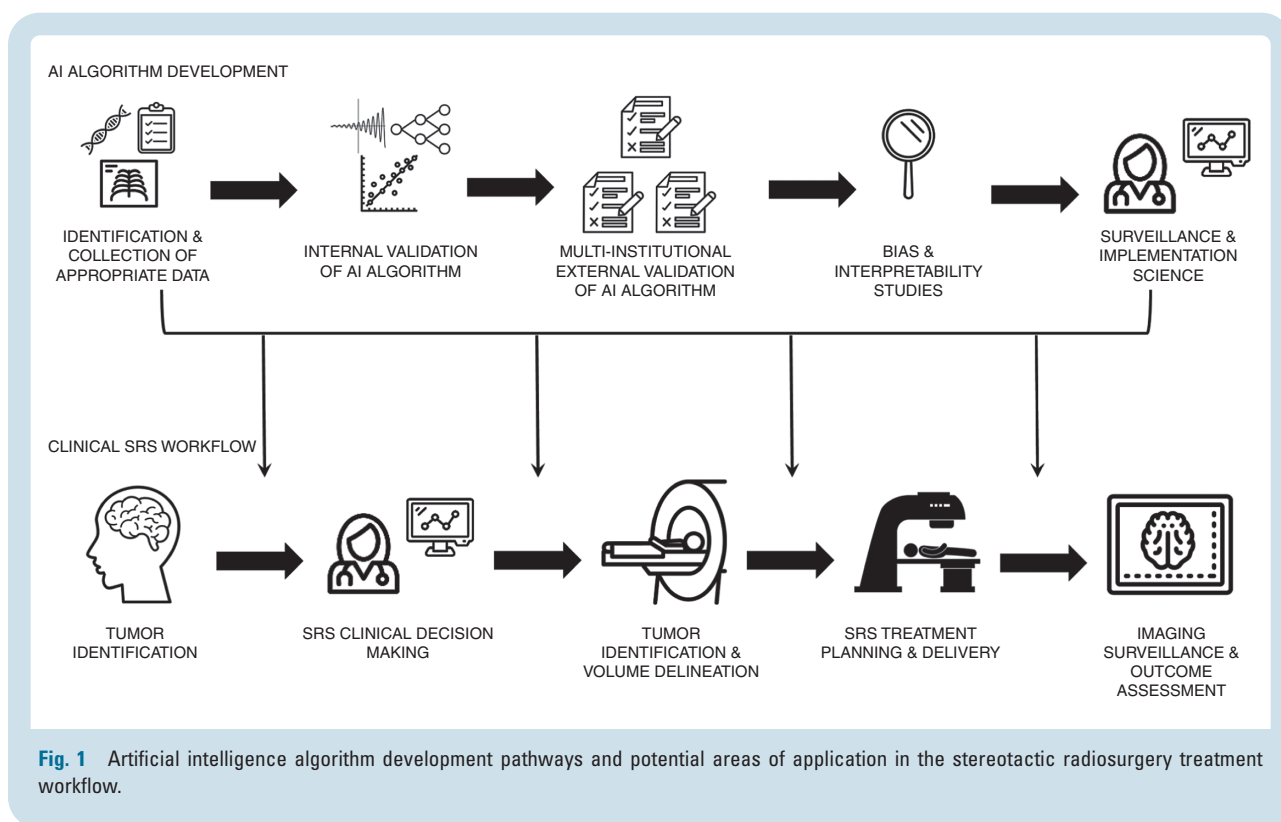 AI ALGORITHM DEVELOPMENT
IDENTIFICATION &
COLLECTION OF
APPROPRIATE DATA
INTERNAL VALIDATION
OF AI ALGORITHM
MULTI-INSTITUTIONAL
EXTERNAL VALIDATION
OF AI ALGORITHM
BIAS &
INTERPRETABILITY
STUDIES
SURVEILLANCE &
IMPLEMENTATION
SCIENCE
CLINICAL SRS WORKFLOW
TUMOR
IDENTIFICATION
SRS CLINICAL DECISION
MAKING
TUMOR
IDENTIFICATION &
VOLUME DELINEATION
SRS TREATMENT
PLANNING & DELIVERY
IMAGING
SURVEILLANCE &
OUTCOME
ASSESSMENT
Fig. 1 Artificial intelligence algorithm development pathways and potential areas of application in the stereotactic radiosurgery treatment
workflow.